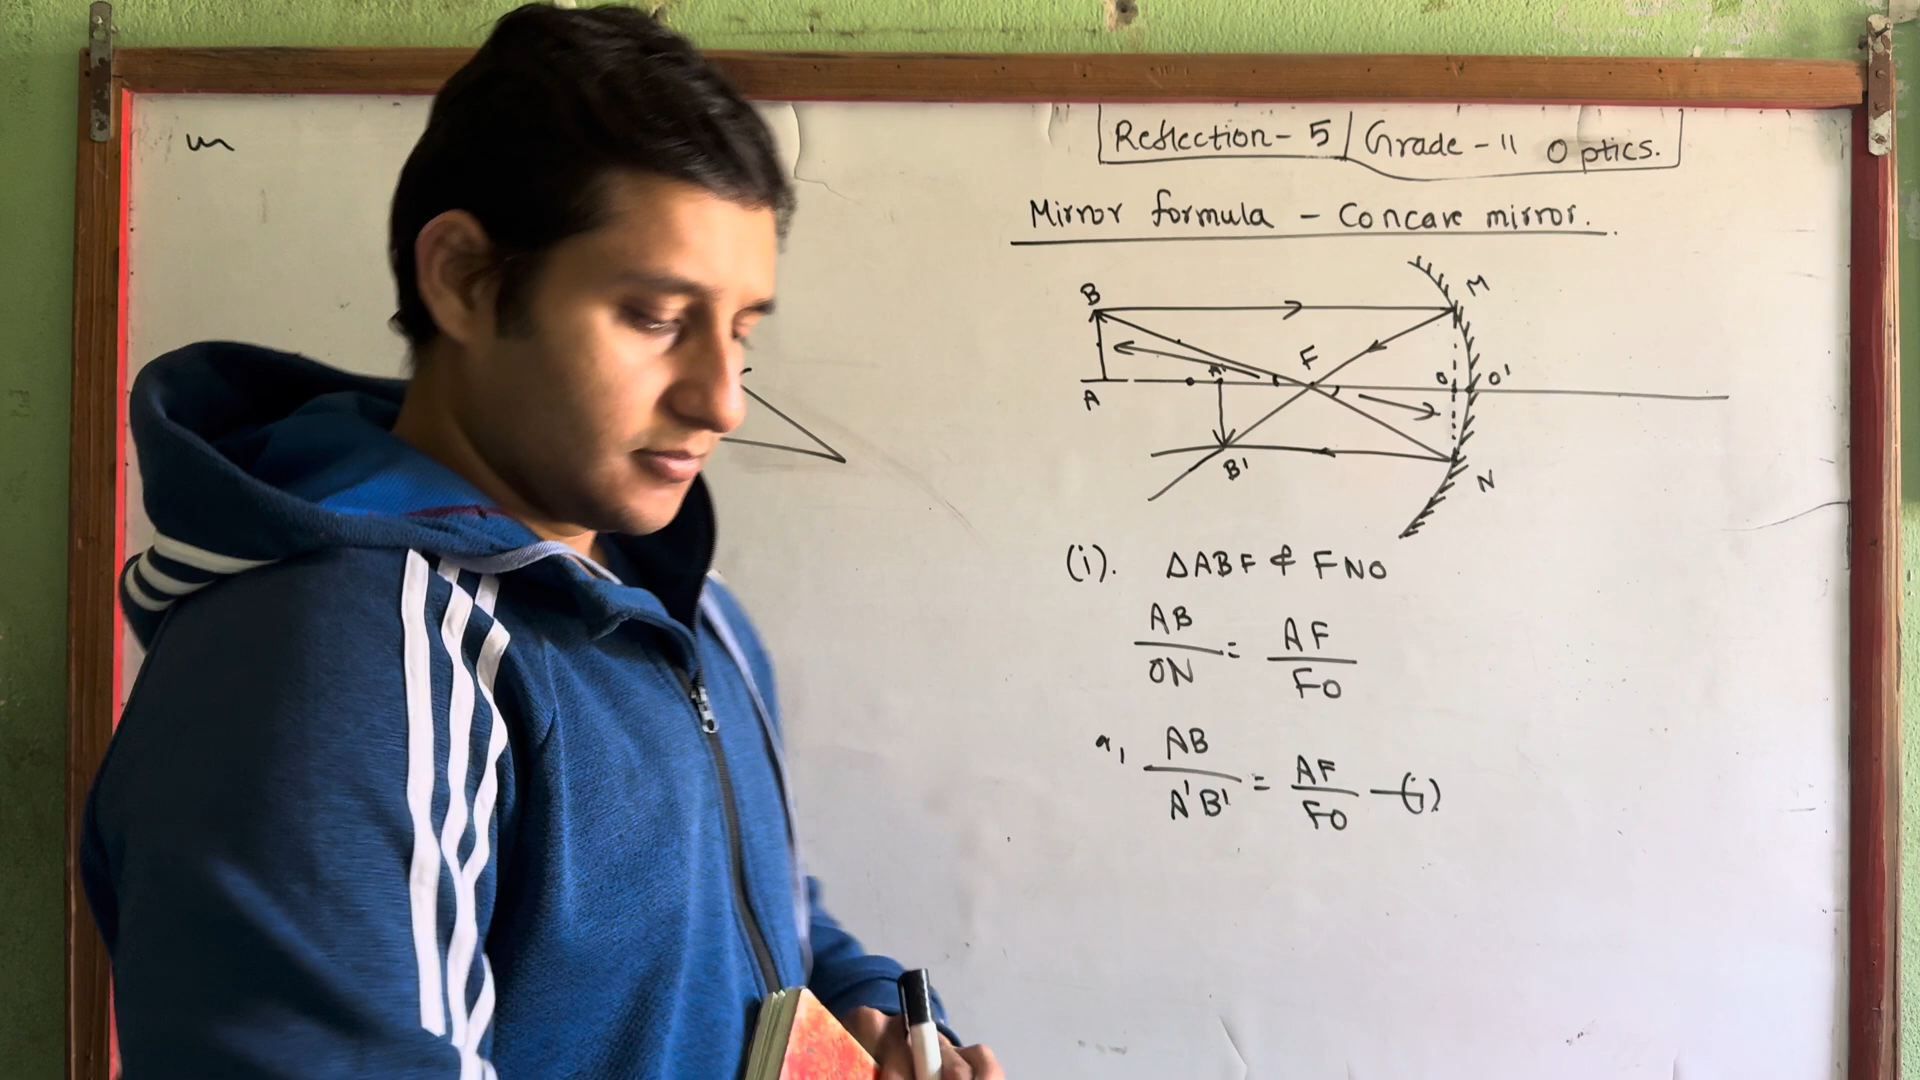 Reflection - 5 Grade - 11 Optics.
Mirror formula - Concave mirror.
B
M
F
A'
O
O'
A
B'
N
(i). ΔABF & FNO
AB/ON = AF/FO
AB/A'B' = AF/FO -(i)